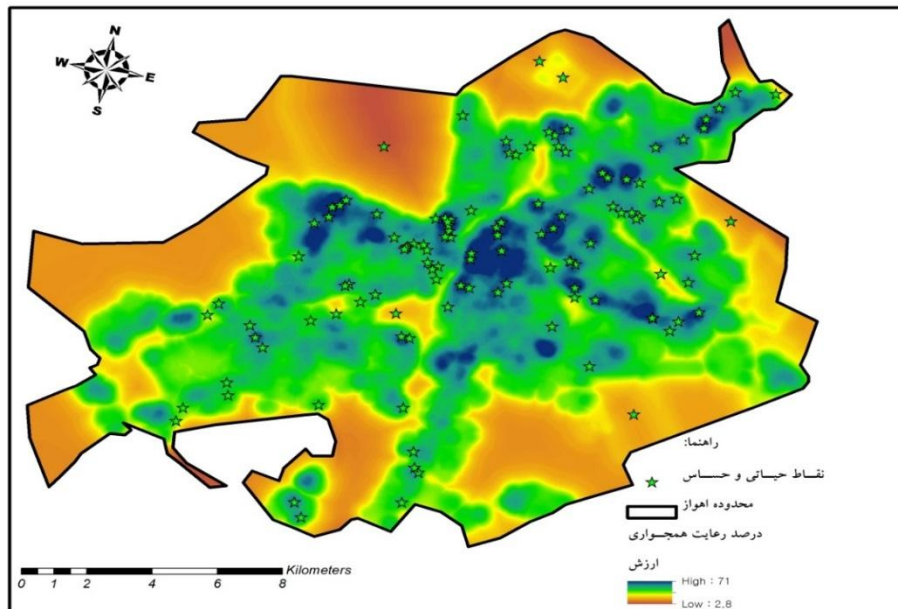 N
W
E
S
راهنما:
نقاط حیاتی و حساس
محدوده اهواز
درصد رعایت همجواری
ارزش
High : 71
Low : 2.8
Kilometers
0 1 2 4 6 8